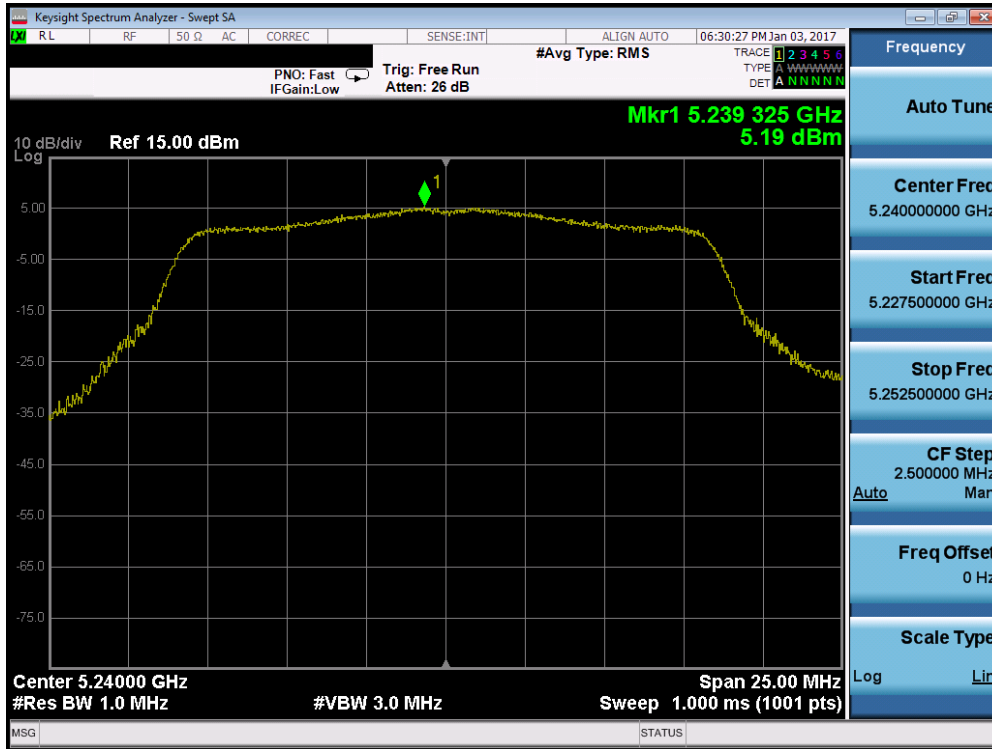 Keysight Spectrum Analyzer - Swept SA
LXI RL RF 50 Ω AC CORREC SENSE:INT ALIGN AUTO 06:30:27 PM Jan 03, 2017
#Avg Type: RMS TRACE 1 2 3 4 5 6
PNO: Fast Trig: Free Run TYPE A WWWWW
IFGain:Low Atten: 26 dB DET A N N N N N
Mkr1 5.239 325 GHz
5.19 dBm
10 dB/div Ref 15.00 dBm
Log
1
5.00
-5.00
-15.0
-25.0
-35.0
-45.0
-55.0
-65.0
-75.0
Center 5.24000 GHz Span 25.00 MHz
#Res BW 1.0 MHz #VBW 3.0 MHz Sweep 1.000 ms (1001 pts)
MSG STATUS
Frequency
Auto Tune
Center Freq
5.240000000 GHz
Start Freq
5.227500000 GHz
Stop Freq
5.252500000 GHz
CF Step
2.500000 MHz
Auto Man
Freq Offset
0 Hz
Scale Type
Log Lin